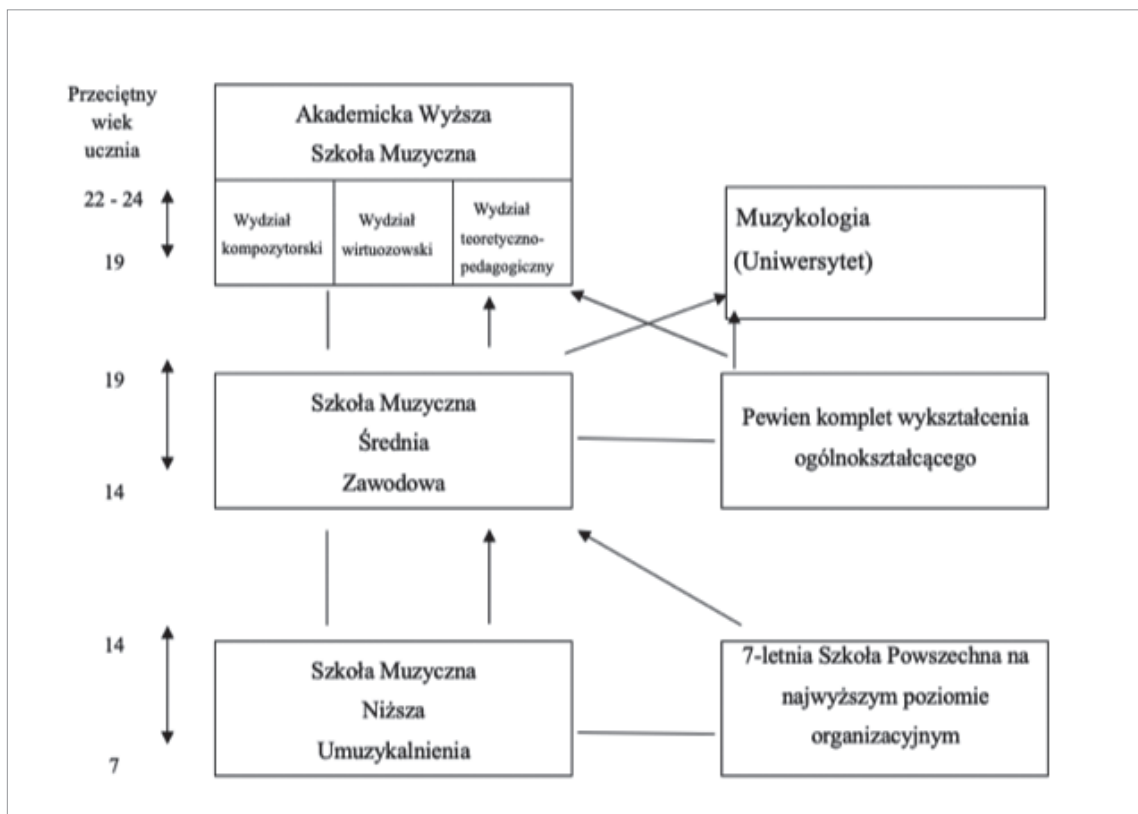 Przeciętny
wiek
ucznia
22 - 24
19
19
14
14
7
Akademicka Wyższa
Szkoła Muzyczna
Wydział
kompozytorski
Wydział
wirtuozowski
Wydział
teoretyczno-
pedagogiczny
Muzykologia
(Uniwersytet)
Szkoła Muzyczna
Średnia
Zawodowa
Pewien komplet wykształcenia
ogólnokształcącego
Szkoła Muzyczna
Niższa
Umuzykalnienia
7-letnia Szkoła Powszechna na
najwyższym poziomie
organizacyjnym